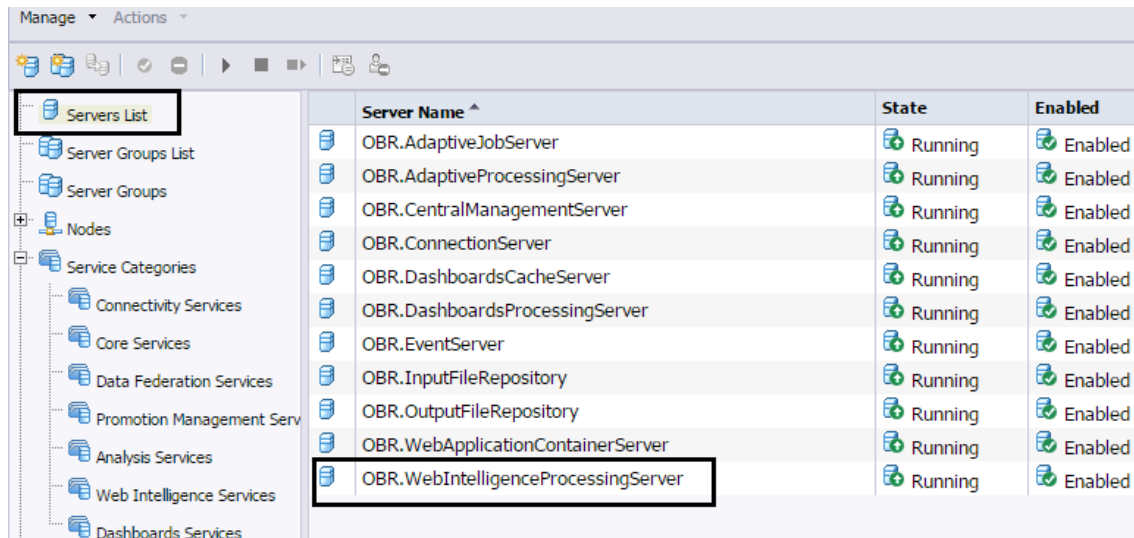 Manage Actions
Servers List
Server Groups List
Server Groups
Nodes
Service Categories
Connectivity Services
Core Services
Data Federation Services
Promotion Management Serv
Analysis Services
Web Intelligence Services
Dashboards Services
Server Name State Enabled
OBR.AdaptiveJobServer Running Enabled
OBR.AdaptiveProcessingServer Running Enabled
OBR.CentralManagementServer Running Enabled
OBR.ConnectionServer Running Enabled
OBR.DashboardsCacheServer Running Enabled
OBR.DashboardsProcessingServer Running Enabled
OBR.EventServer Running Enabled
OBR.InputFileRepository Running Enabled
OBR.OutputFileRepository Running Enabled
OBR.WebApplicationContainerServer Running Enabled
OBR.WebIntelligenceProcessingServer Running Enabled